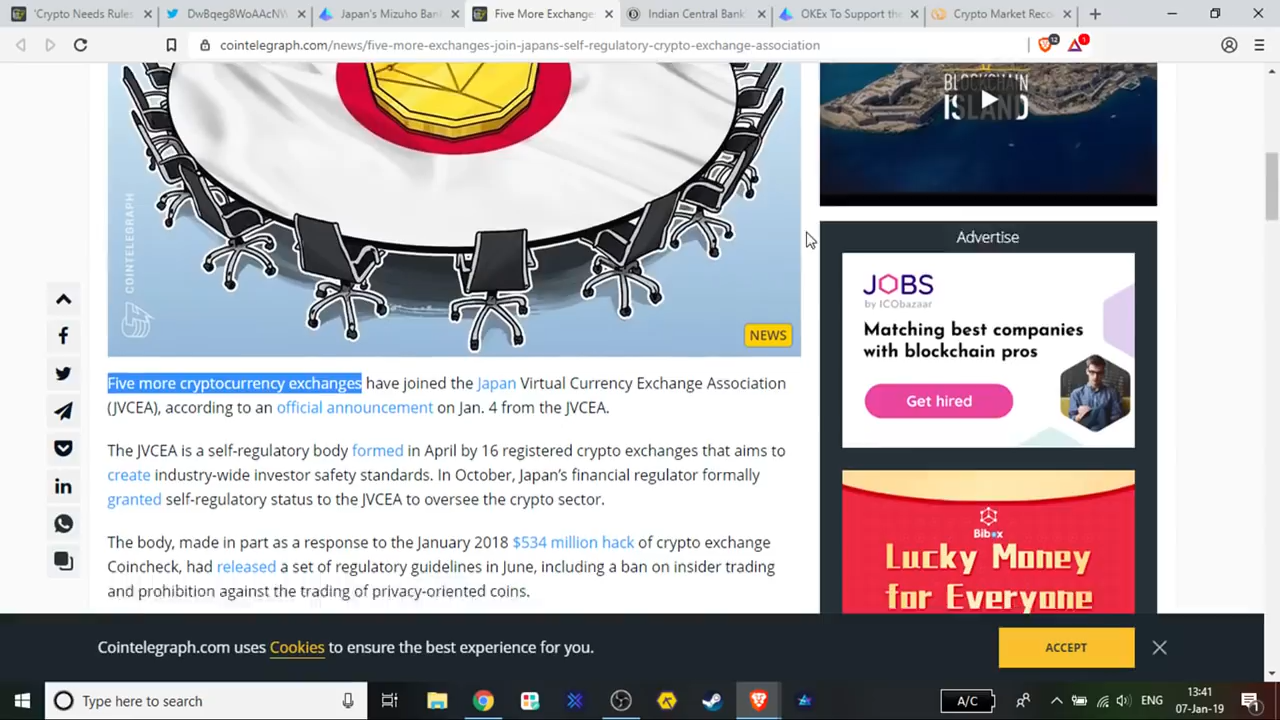 'Crypto Needs Rules
DwBqeg8WoAAcNW
Japan's Mizuho Ban
Five More Exchange
Indian Central Bank
OKEx To Support the
Crypto Market Reco
cointelegraph.com/news/five-more-exchanges-join-japans-self-regulatory-crypto-exchange-association
12
1
BLOCKCHAIN
ISLAND
COINTELEGRAPH
NEWS
Advertise
JOBS
by ICObazaar
Matching best companies
with blockchain pros
Get hired
Five more cryptocurrency exchanges have joined the Japan Virtual Currency Exchange Association
(JVCEA), according to an official announcement on Jan. 4 from the JVCEA.
The JVCEA is a self-regulatory body formed in April by 16 registered crypto exchanges that aims to
create industry-wide investor safety standards. In October, Japan's financial regulator formally
granted self-regulatory status to the JVCEA to oversee the crypto sector.
The body, made in part as response to the January 2018 $534 million hack of crypto exchange
Coincheck, had released a set of regulatory guidelines in June, including a ban on insider trading
and prohibition against the trading of privacy-oriented coins.
Bibox
Lucky Money
for Everyone
Cointelegraph.com uses Cookies to ensure the best experience for you.
ACCEPT
Type here to search
A/C
ENG
13:41
07-Jan-19
1